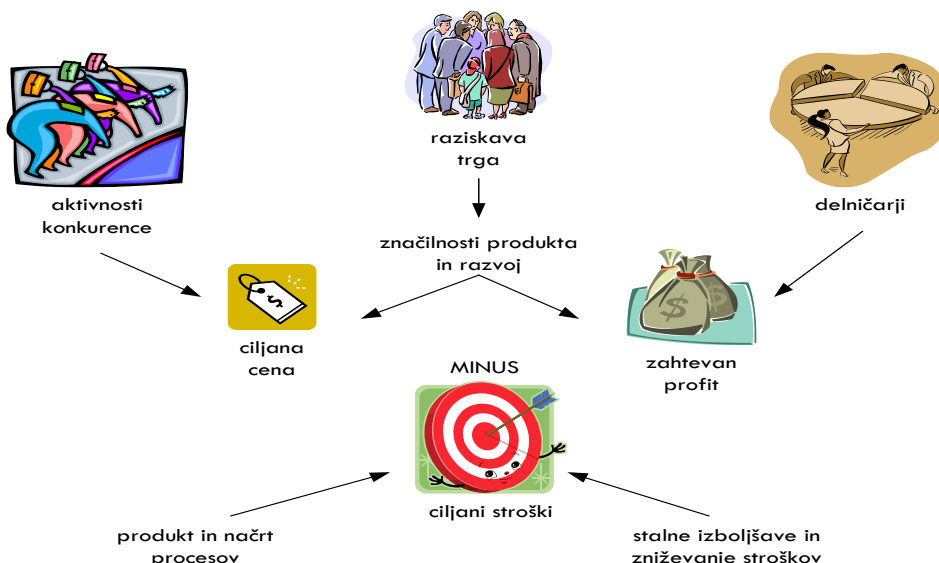 raziskava
trga
aktivnosti
konkurence
delničarji
značilnosti produkta
in razvoj
ciljana
cena
MINUS
zahtevan
profit
ciljani stroški
produkt in načrt
procesov
stalne izboljšave in
zniževanje stroškov